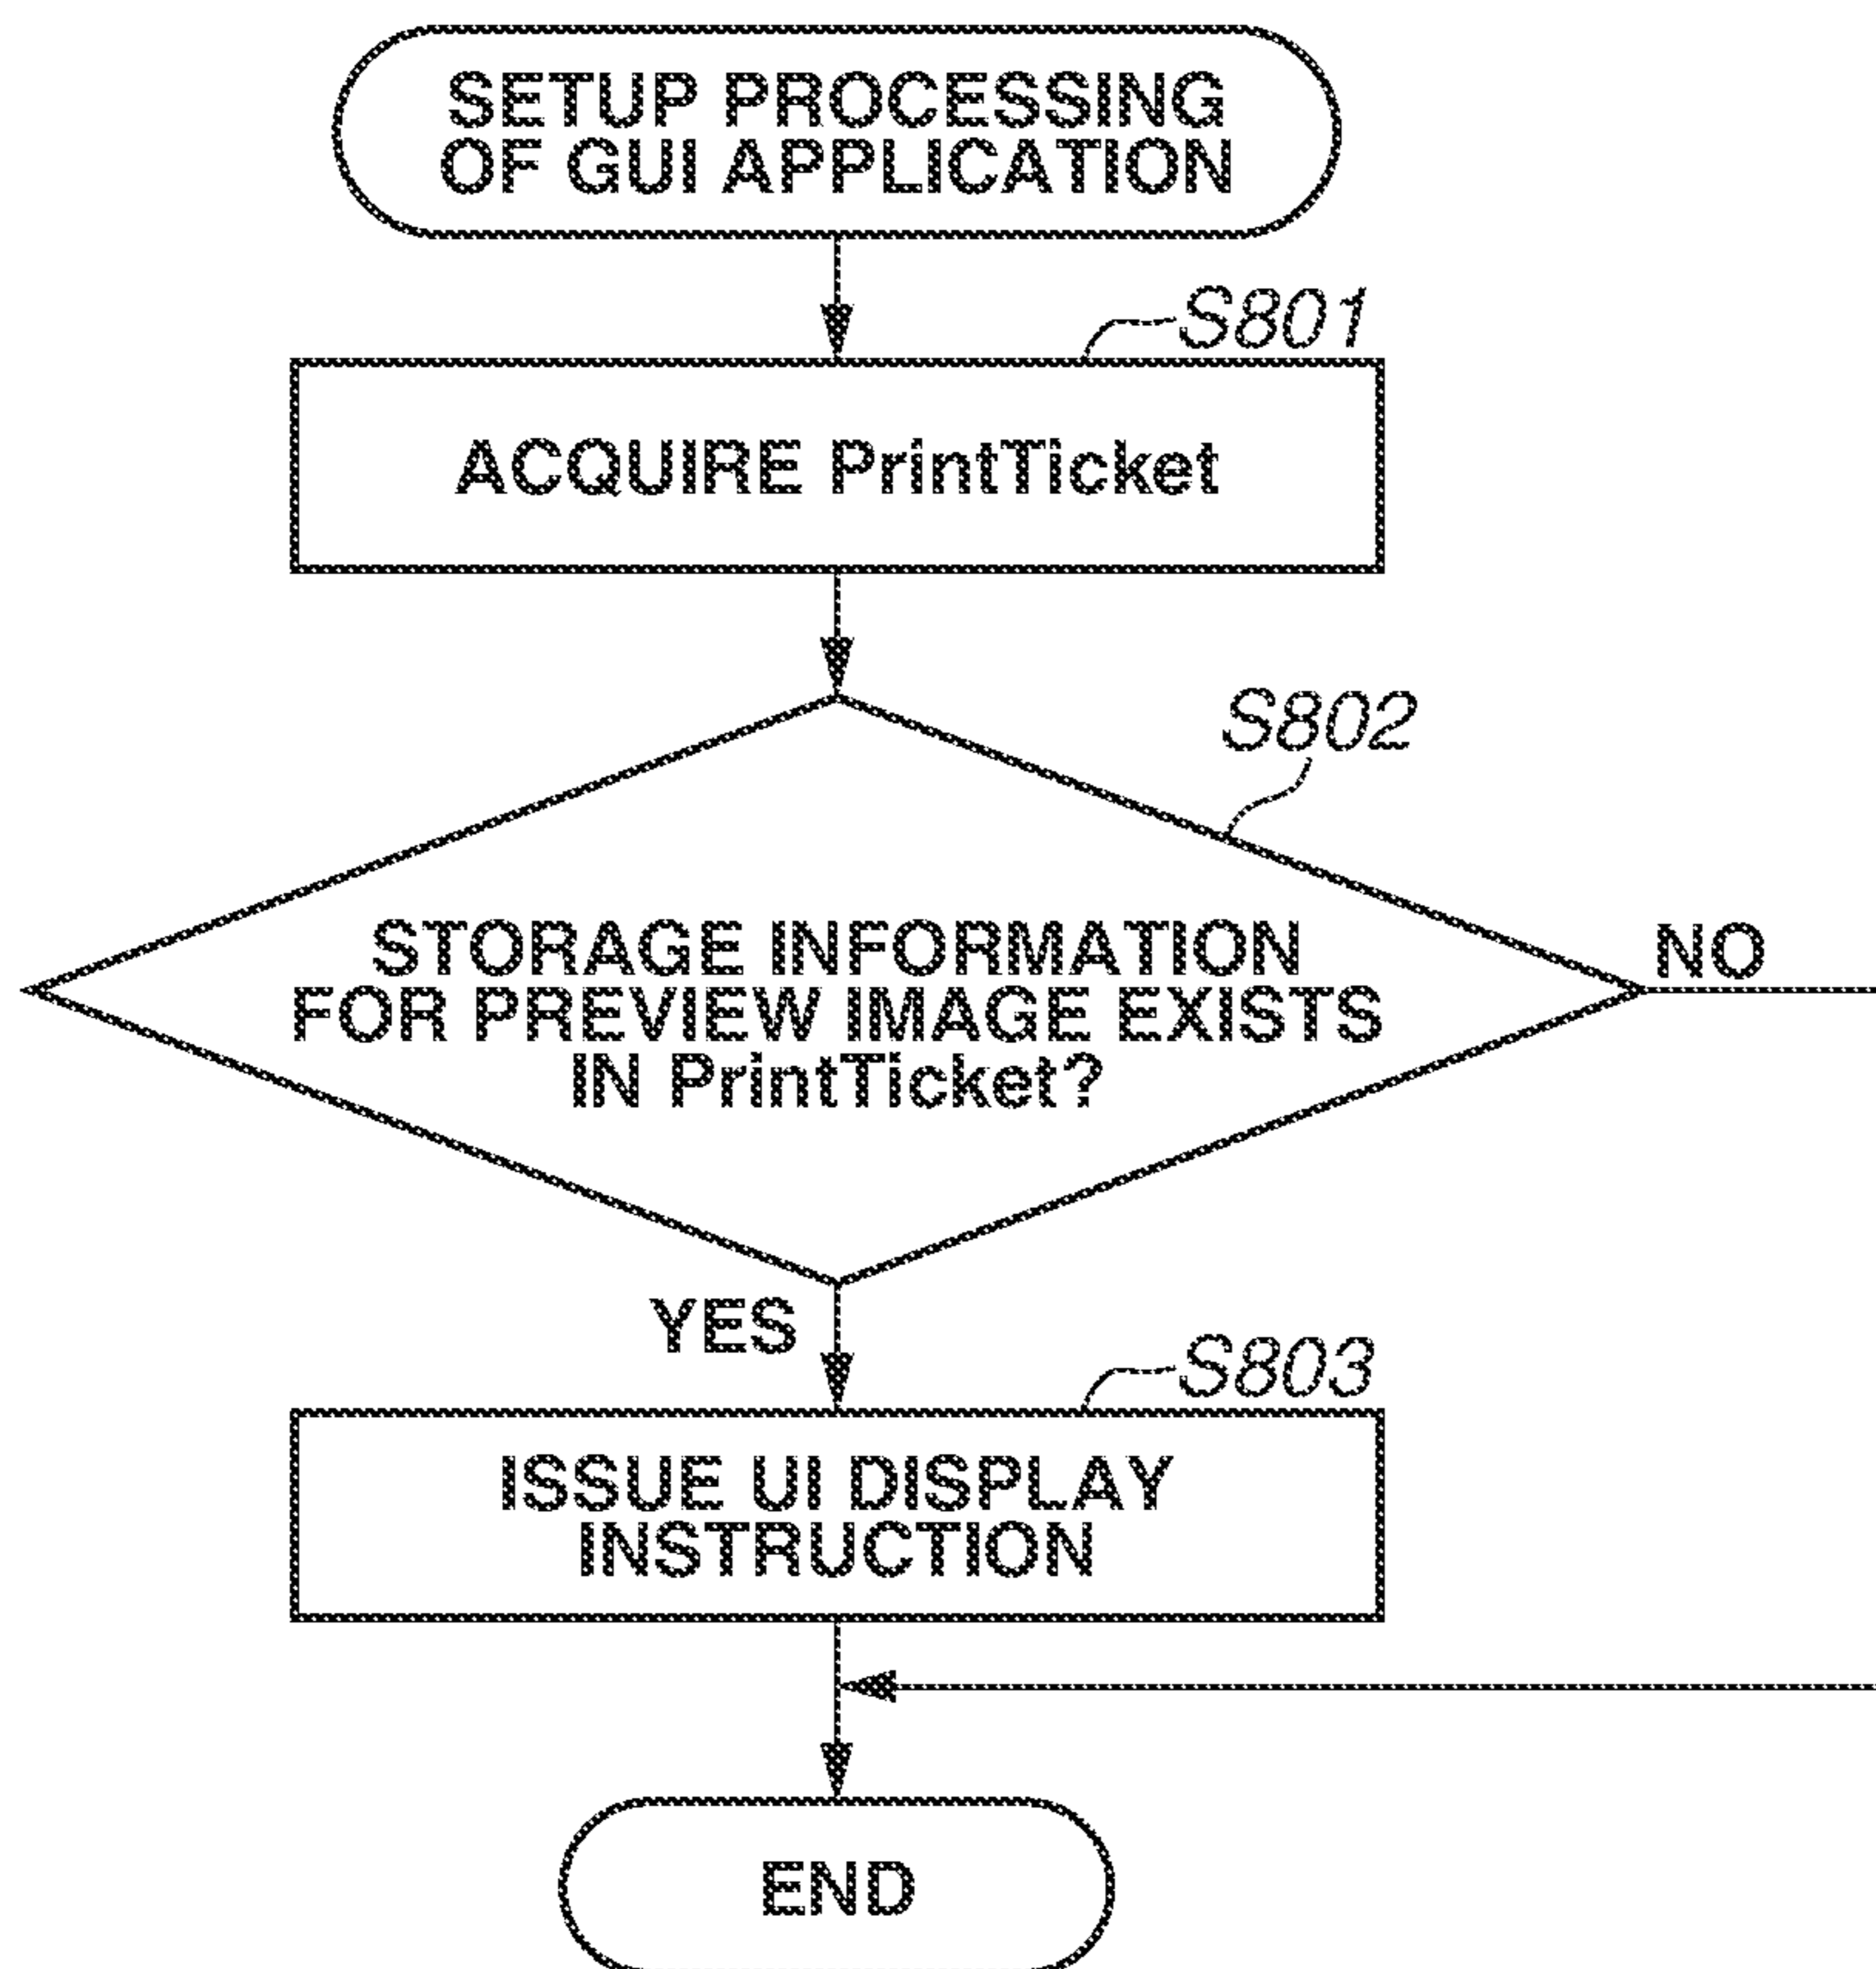 SETUP PROCESSING
OF GUI APPLICATION
S801
ACQUIRE PrintTicket
S802
STORAGE INFORMATION
FOR PREVIEW IMAGE EXISTS
IN PrintTicket?
NO
YES
S803
ISSUE UI DISPLAY
INSTRUCTION
END